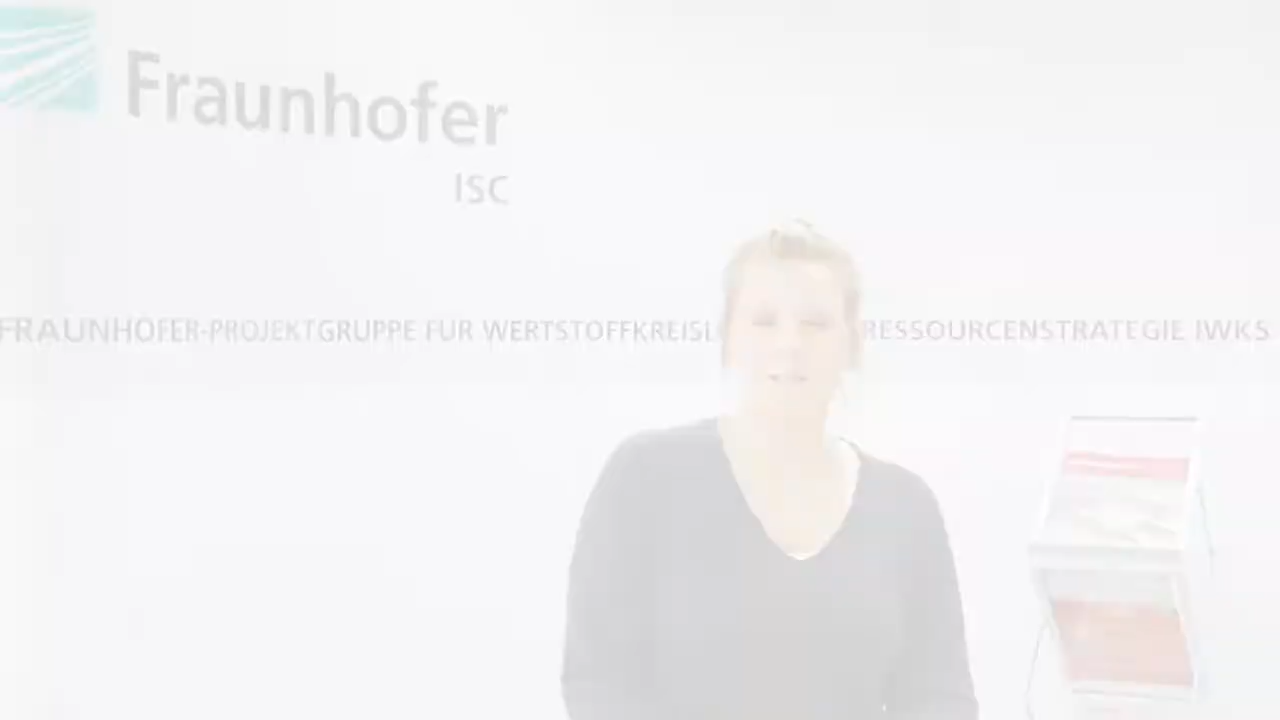 Fraunhofer
ISC
FRAUNHOFER-PROJEKTGRUPPE FÜR WERTSTOFFKREISL RESSOURCENSTRATEGIE IWKS